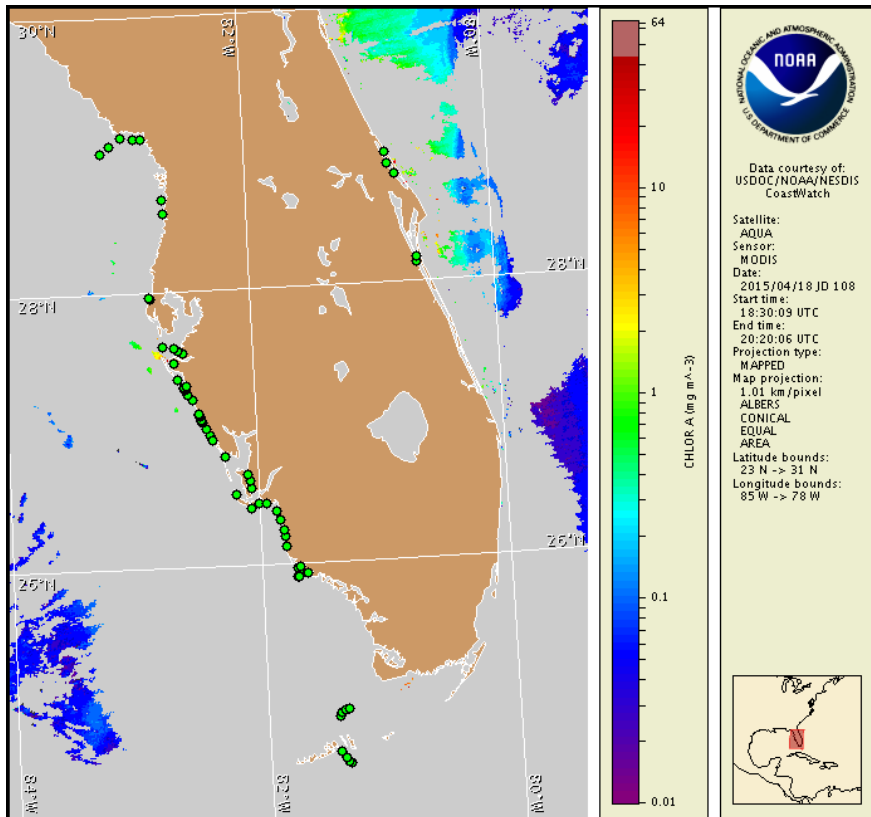 30°N
82°W
80°W
28°N
28°N
26°N
26°N
84°W
82°W
80°W
64
10
1
0.1
0.01
CHLOR A (mg m^-3)
NATIONAL OCEANIC AND ATMOSPHERIC ADMINISTRATION
NOAA
U.S. DEPARTMENT OF COMMERCE
Data courtesy of:
USDOC/NOAA/NESDIS
CoastWatch
Satellite:
AQUA
Sensor:
MODIS
Date:
2015/04/18 JD 108
Start time:
18:30:09 UTC
End time:
20:20:06 UTC
Projection type:
MAPPED
Map projection:
1.01 km/pixel
ALBERS
CONICAL
EQUAL
AREA
Latitude bounds:
23 N -> 31 N
Longitude bounds:
85 W -> 78 W